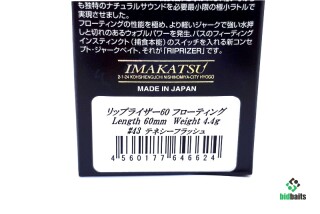 も独特のナチュラルサウンドを必要最小限の極小ラトルで
実現させました。
フローティングの性能を高め、より軽いジャークで強い水押
しと切れのあるウォブルパワーを発生。バスのフィーディング
インスティンクト(捕食本能)のスイッチを入れる新コンセ
プト・ジャークベイト、それが「RIPRIZER」です。
IMAKATSU
MADE IN JAPAN
リップライザー60 フローティング
Length 60mm Weight 4.4g
#43 テネシーフラッシュ
4 560177 646624
bidbaits